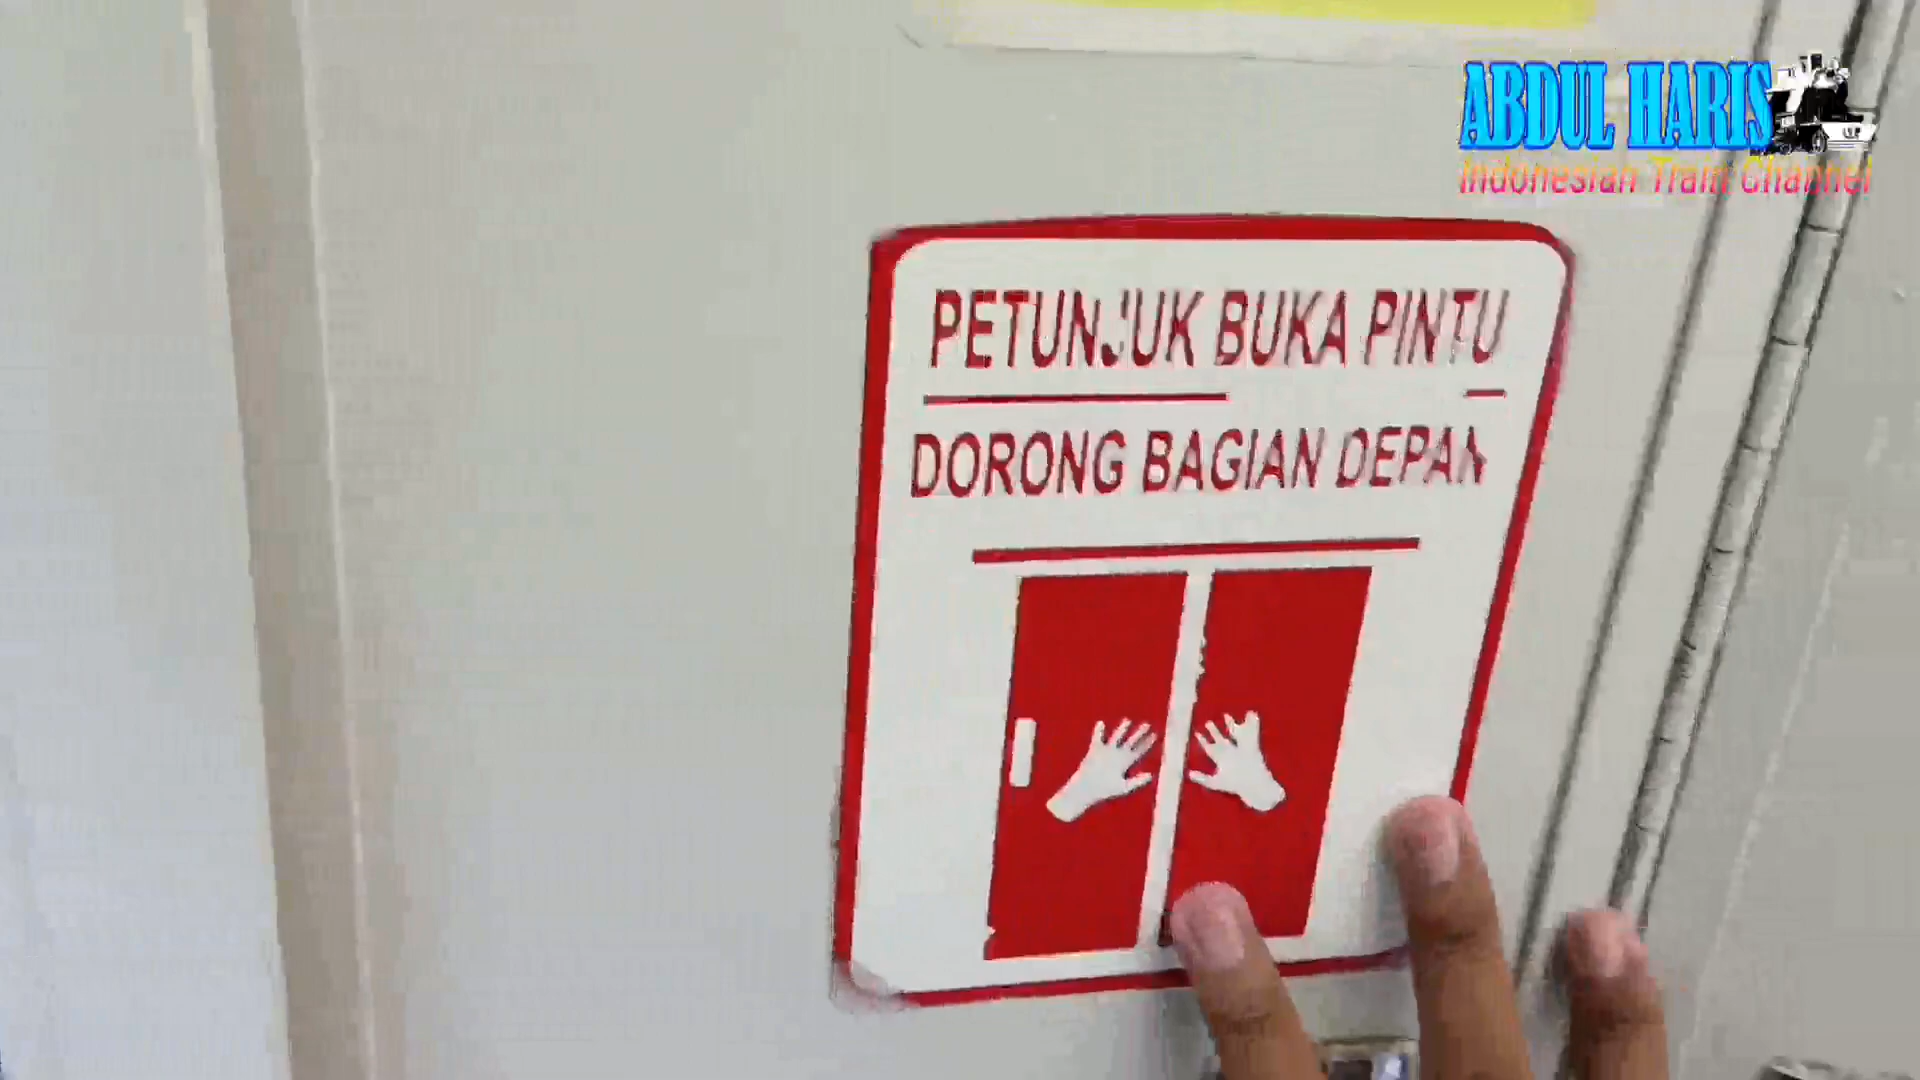 ABDUL HARIS
Indonesian Train Channel
PETUNJUK BUKA PINTU
DORONG BAGIAN DEPAN